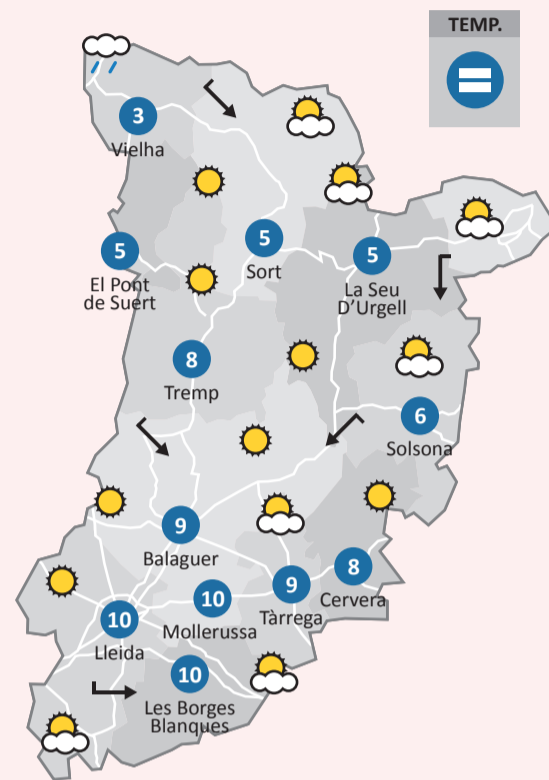 TEMP.
3
Vielha
5
El Pont
de Suert
5
Sort
5
La Seu
D'Urgell
8
Tremp
6
Solsona
9
Balaguer
8
Cervera
9
Tàrrega
10
Mollerussa
10
Lleida
10
Les Borges
Blanques